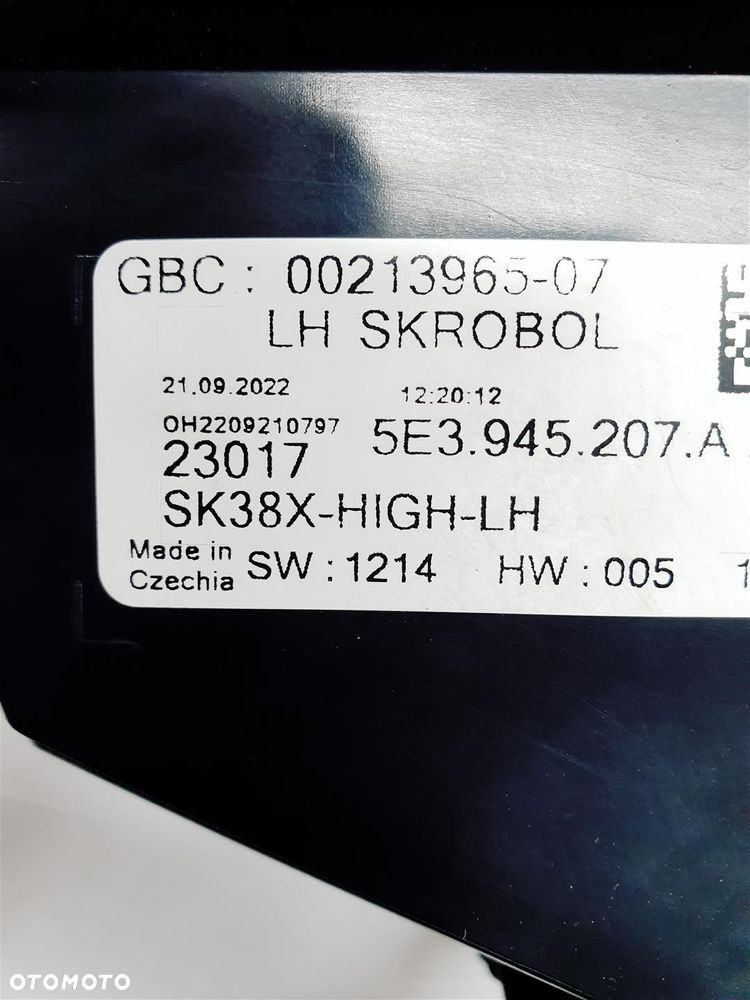 GBC : 00213965-07
LH SKROBOL
21.09.2022 12:20:12
OH2209210797
23017 5E3.945.207.A
SK38X-HIGH-LH
Made in
Czechia SW : 1214 HW : 005 1
OTOMOTO